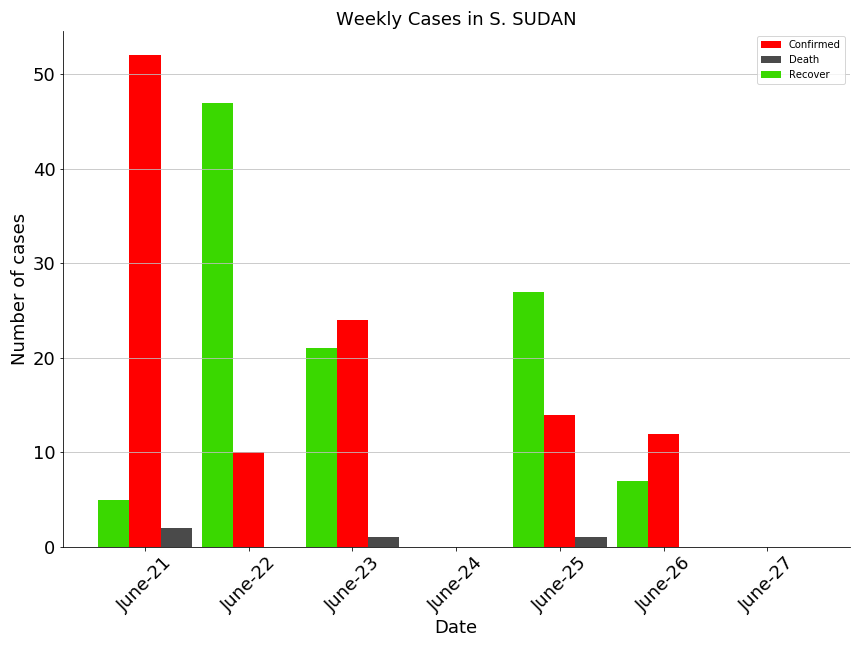 Weekly Cases in S. SUDAN
Confirmed
Death
Recover
Number of cases
50
40
30
20
10
0
June-21
June-22
June-23
June-24
June-25
June-26
June-27
Date